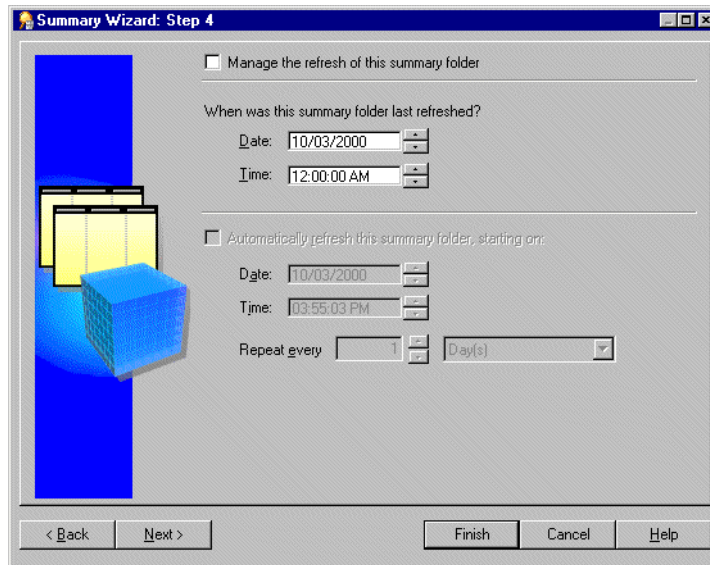 Summary Wizard: Step 4
Manage the refresh of this summary folder
When was this summary folder last refreshed?
Date: 10/03/2000
Time: 12:00:00 AM
Automatically refresh this summary folder, starting on:
Date: 10/03/2000
Time: 03:55:03 PM
Repeat every 1 Day(s)
< Back Next > Finish Cancel Help